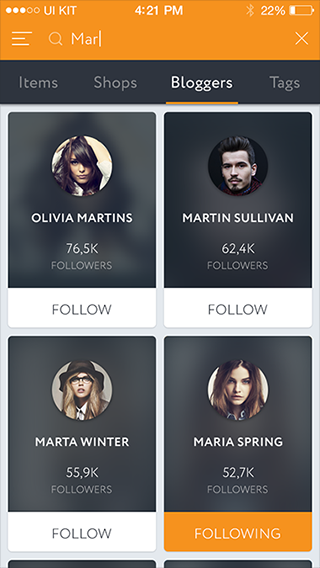 UI KIT 4:21 PM 22%
Mar
Items Shops Bloggers Tags
OLIVIA MARTINS
76,5K
FOLLOWERS
FOLLOW
MARTIN SULLIVAN
62,4K
FOLLOWERS
FOLLOW
MARTA WINTER
55,9K
FOLLOWERS
FOLLOW
MARIA SPRING
52,7K
FOLLOWERS
FOLLOWING